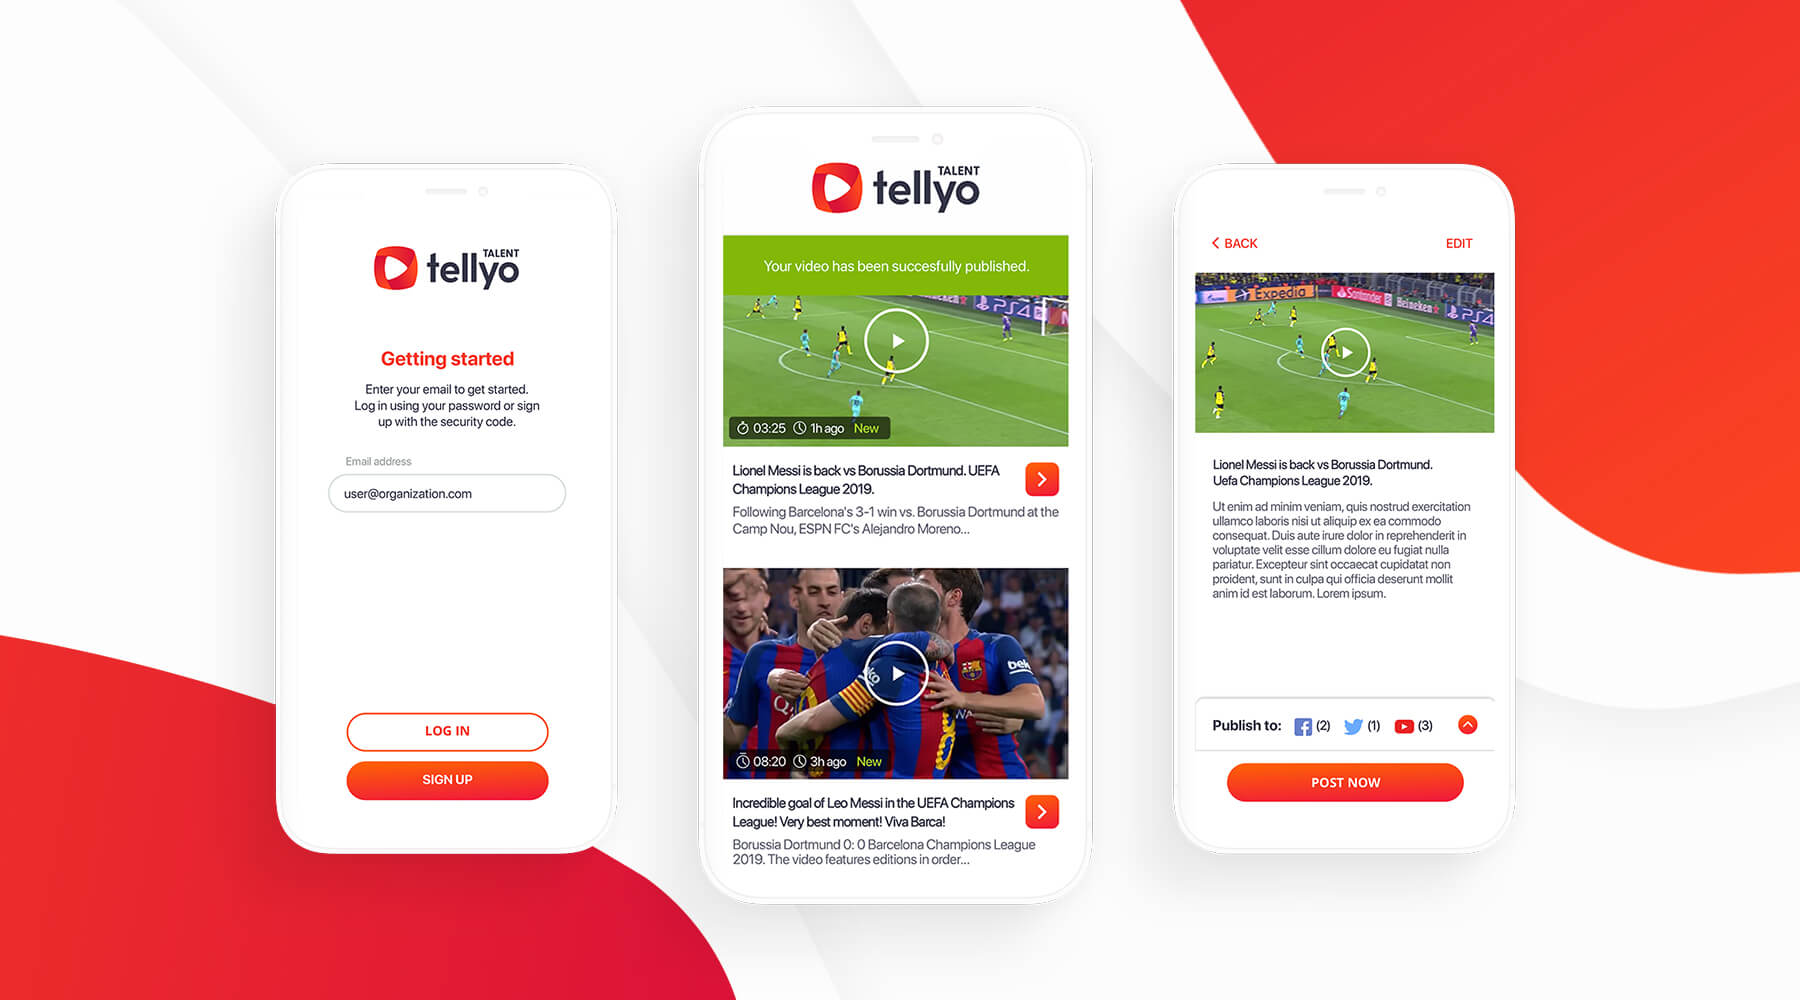 TALENT
tellyo
Getting started
Enter your email to get started.
Log in using your password or sign
up with the security code.
Email address
user@organization.com
LOG IN
SIGN UP
TALENT
tellyo
Your video has been succesfully published.
PS4
03:25 1h ago New
Lionel Messi is back vs Borussia Dortmund. UEFA
Champions League 2019.
Following Barcelona's 3-1 win vs. Borussia Dortmund at the
Camp Nou, ESPN FC's Alejandro Moreno...
beko
08:20 3h ago New
Incredible goal of Leo Messi in the UEFA Champions
League! Very best moment! Viva Barca!
Borussia Dortmund 0: 0 Barcelona Champions League
2019. The video features editions in order...
BACK EDIT
Expedia Santander Heineken PS4
Lionel Messi is back vs Borussia Dortmund.
Uefa Champions League 2019.
Ut enim ad minim veniam, quis nostrud exercitation
ullamco laboris nisi ut aliquip ex ea commodo
consequat. Duis aute irure dolor in reprehenderit in
voluptate velit esse cillum dolore eu fugiat nulla
pariatur. Excepteur sint occaecat cupidatat non
proident, sunt in culpa qui officia deserunt mollit
anim id est laborum. Lorem ipsum.
Publish to: (2) (1) (3)
POST NOW